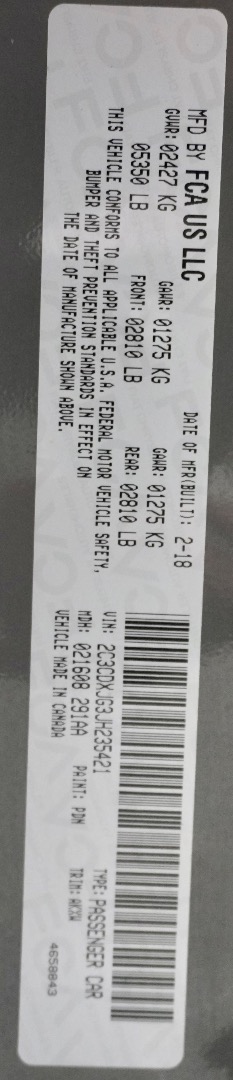 MFD BY FCA US LLC
DATE OF MFR(BUILT): 2-18
GVWR: 02427 KG GAWR: 01275 KG GAWR: 01275 KG
05350 LB FRONT: 02810 LB REAR: 02810 LB
THIS VEHICLE CONFORMS TO ALL APPLICABLE U.S.A. FEDERAL MOTOR VEHICLE SAFETY,
BUMPER AND THEFT PREVENTION STANDARDS IN EFFECT ON
THE DATE OF MANUFACTURE SHOWN ABOVE.
VIN: 2C3CDXJG3JH235421 TYPE: PASSENGER CAR
MDH: 021608 291AA PAINT: PDN TRIM: AKXW
VEHICLE MADE IN CANADA
4658843